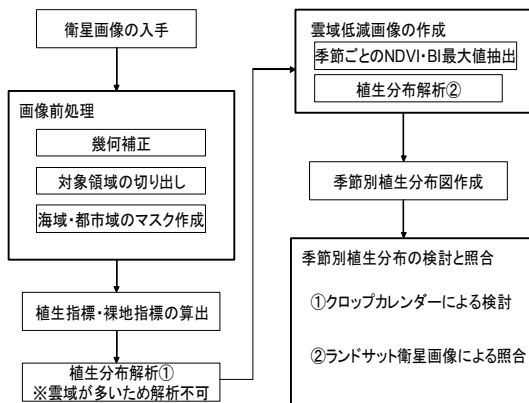 衛星画像の入手
画像前処理
幾何補正
対象領域の切り出し
海域・都市域のマスク作成
植生指標・裸地指標の算出
植生分布解析①
※雲域が多いため解析不可
雲域低減画像の作成
季節ごとのNDVI・BI最大値抽出
植生分布解析②
季節別植生分布図作成
季節別植生分布の検討と照合
①クロップカレンダーによる検討
②ランドサット衛星画像による照合